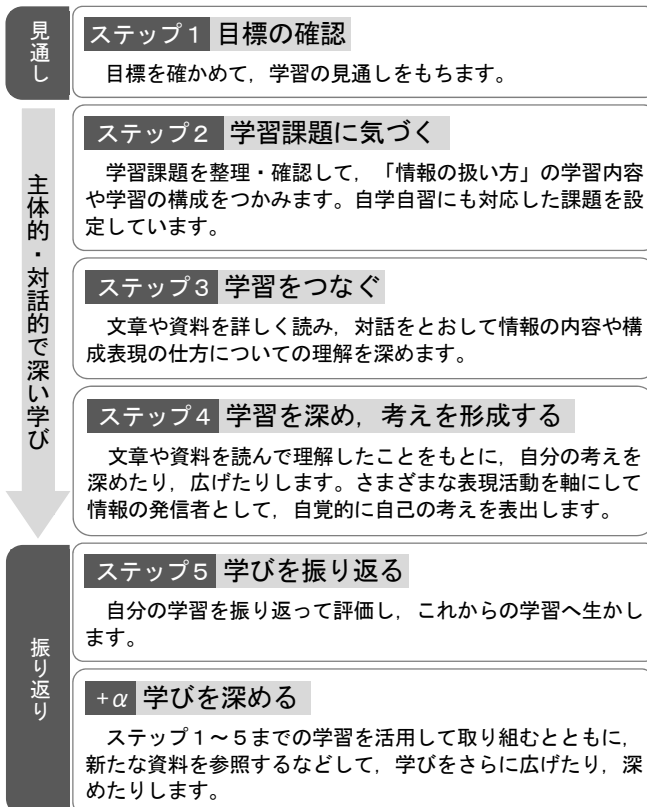 見通し
ステップ1 目標の確認
目標を確かめて，学習の見通しをもちます。
主体的・対話的で深い学び
ステップ2 学習課題に気づく
学習課題を整理・確認して，「情報の扱い方」の学習内容
や学習の構成をつかみます。自学自習にも対応した課題を設
定しています。
ステップ3 学習をつなぐ
文章や資料を詳しく読み，対話をとおして情報の内容や構
成表現の仕方についての理解を深めます。
ステップ4 学習を深め，考えを形成する
文章や資料を読んで理解したことをもとに，自分の考えを
深めたり，広げたりします。さまざまな表現活動を軸にして
情報の発信者として，自覚的に自己の考えを表出します。
振り返り
ステップ5 学びを振り返る
自分の学習を振り返って評価し，これからの学習へ生かし
ます。
+α 学びを深める
ステップ1～5までの学習を活用して取り組むとともに，
新たな資料を参照するなどして，学びをさらに広げたり，深
めたりします。